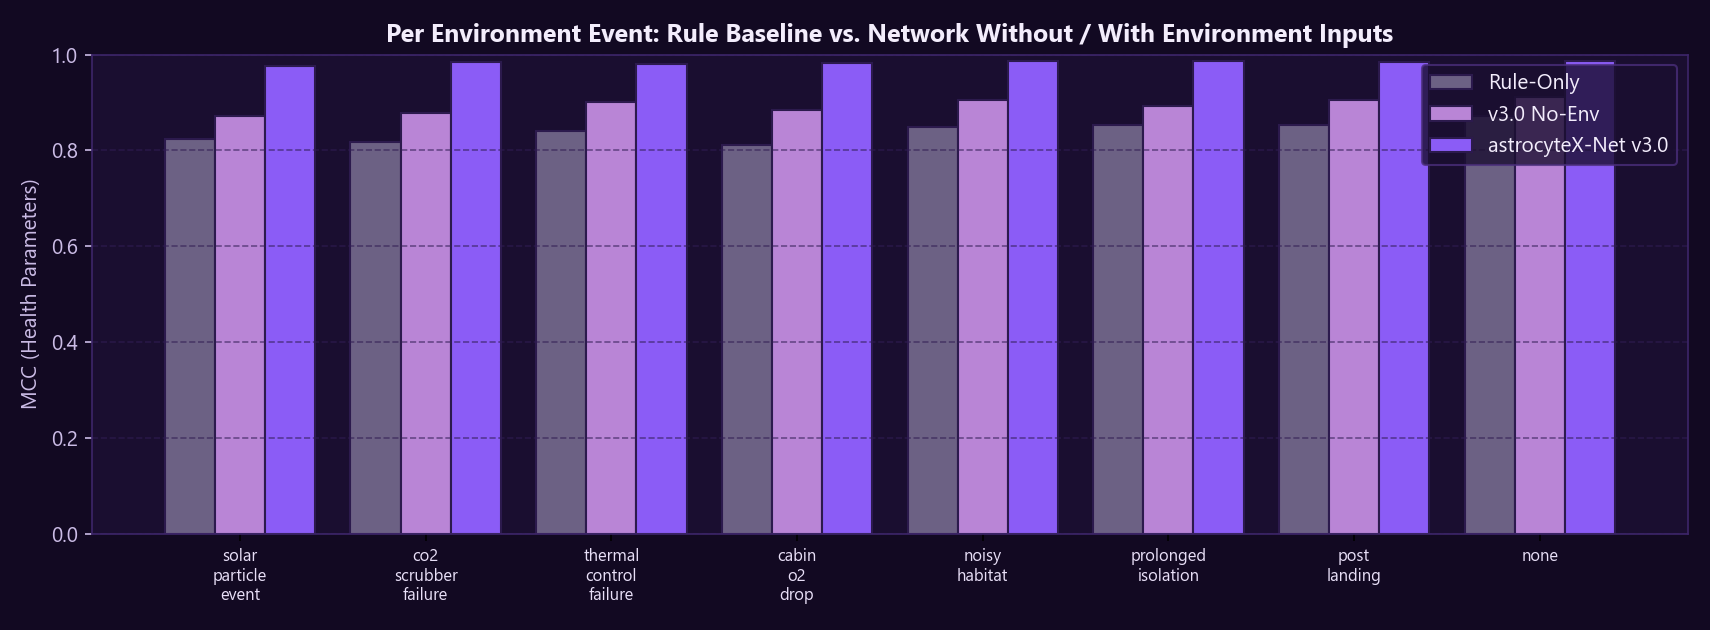 Per Environment Event: Rule Baseline vs. Network Without / With Environment Inputs
MCC (Health Parameters)
1.0
0.8
0.6
0.4
0.2
0.0
Rule-Only
v3.0 No-Env
astrocyteX-Net v3.0
solar
particle
event
co2
scrubber
failure
thermal
control
failure
cabin
o2
drop
noisy
habitat
prolonged
isolation
post
landing
none